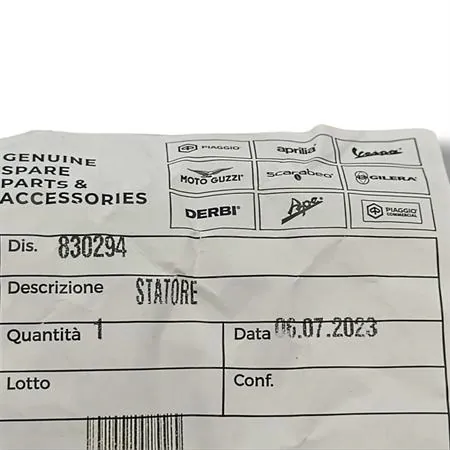 GENUINE
SPARE
PARTS &
ACCESSORIES
PIAGGIO aprilia Vespa
MOTO GUZZI scarabeo GILERA
DERBI Ape PIAGGIO COMMERCIAL
Dis. 830294
Descrizione STATORE
Quantità 1 Data 06.07.2023
Lotto Conf.